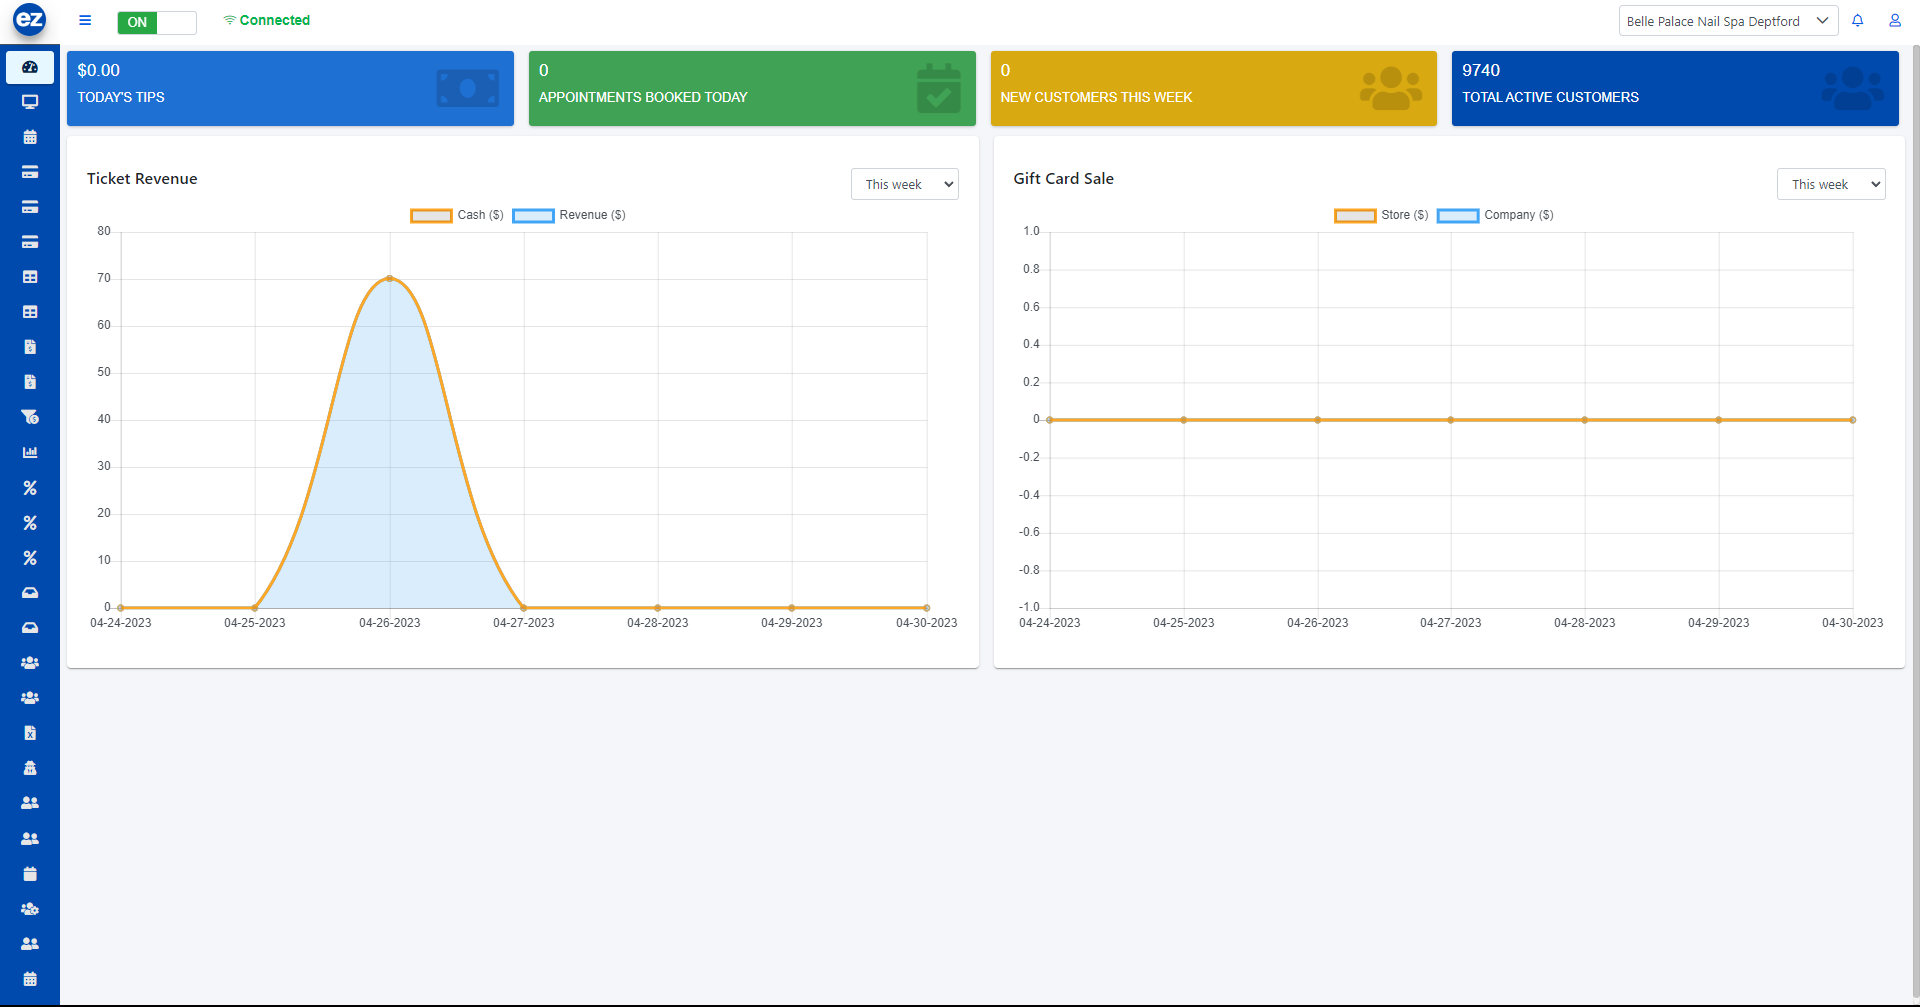 ez
ON
Connected
Belle Palace Nail Spa Deptford
$0.00
TODAY'S TIPS
0
APPOINTMENTS BOOKED TODAY
0
NEW CUSTOMERS THIS WEEK
9740
TOTAL ACTIVE CUSTOMERS
Ticket Revenue
This week
Cash ($) Revenue ($)
80
70
60
50
40
30
20
10
0
04-24-2023 04-25-2023 04-26-2023 04-27-2023 04-28-2023 04-29-2023 04-30-2023
Gift Card Sale
This week
Store ($) Company ($)
1.0
0.8
0.6
0.4
0.2
0
-0.2
-0.4
-0.6
-0.8
-1.0
04-24-2023 04-25-2023 04-26-2023 04-27-2023 04-28-2023 04-29-2023 04-30-2023